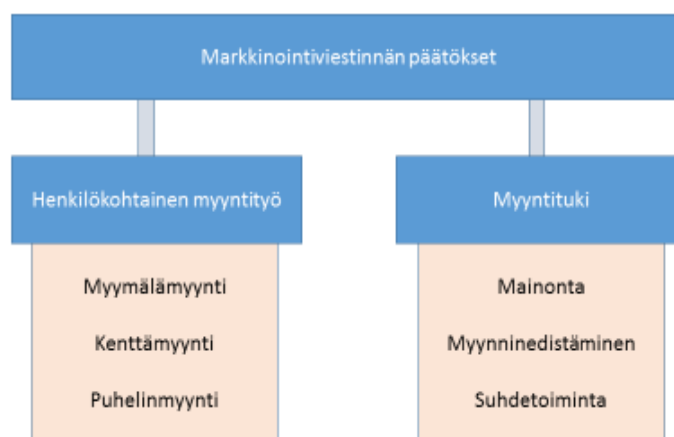 Markkinointiviestinnän päätökset
Henkilökohtainen myyntityö
Myyntituki
Myymälämyynti
Kenttämyynti
Puhelinmyynti
Mainonta
Myynninedistäminen
Suhdetoiminta